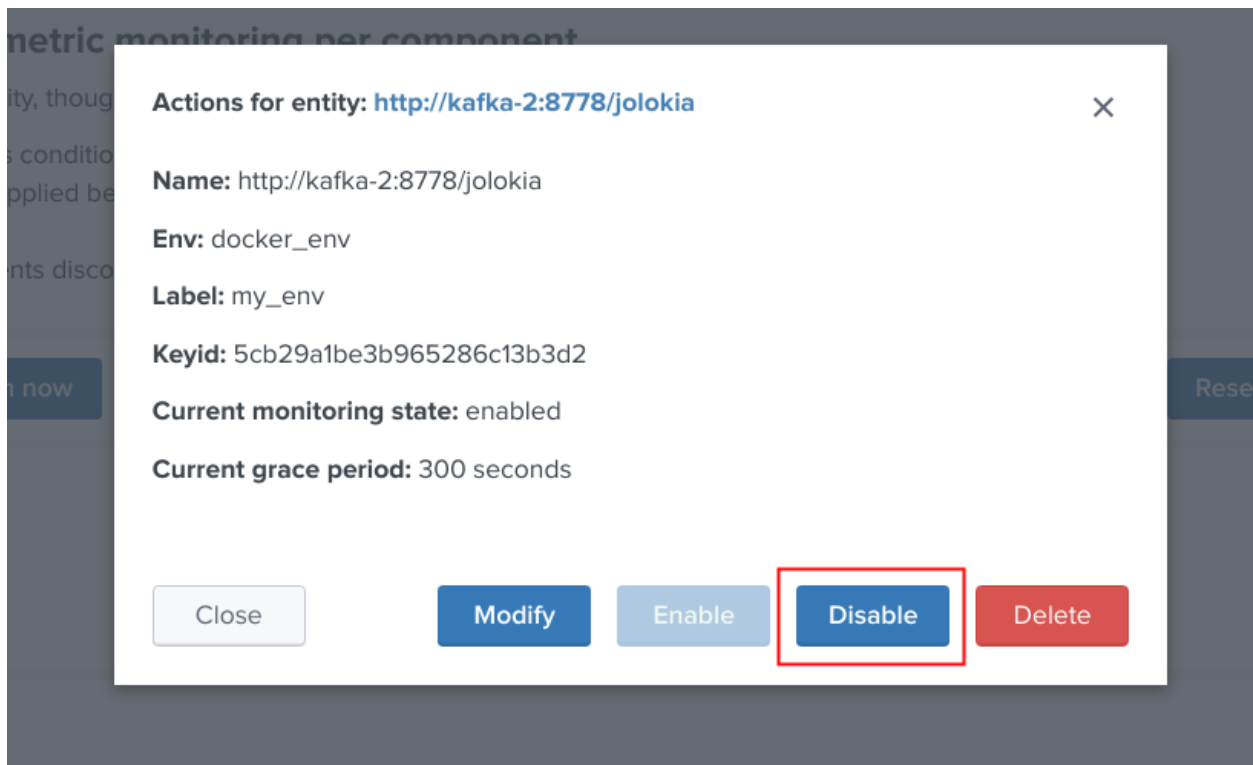 metric monitoring per component
ity, thoug
Actions for entity: http://kafka-2:8778/jolokia
s conditio
Name: http://kafka-2:8778/jolokia
pplied be
Env: docker_env
ents disco
Label: my_env
Keyid: 5cb29a1be3b965286c13b3d2
n now
Rese
Current monitoring state: enabled
Current grace period: 300 seconds
Close
Modify
Enable
Disable
Delete